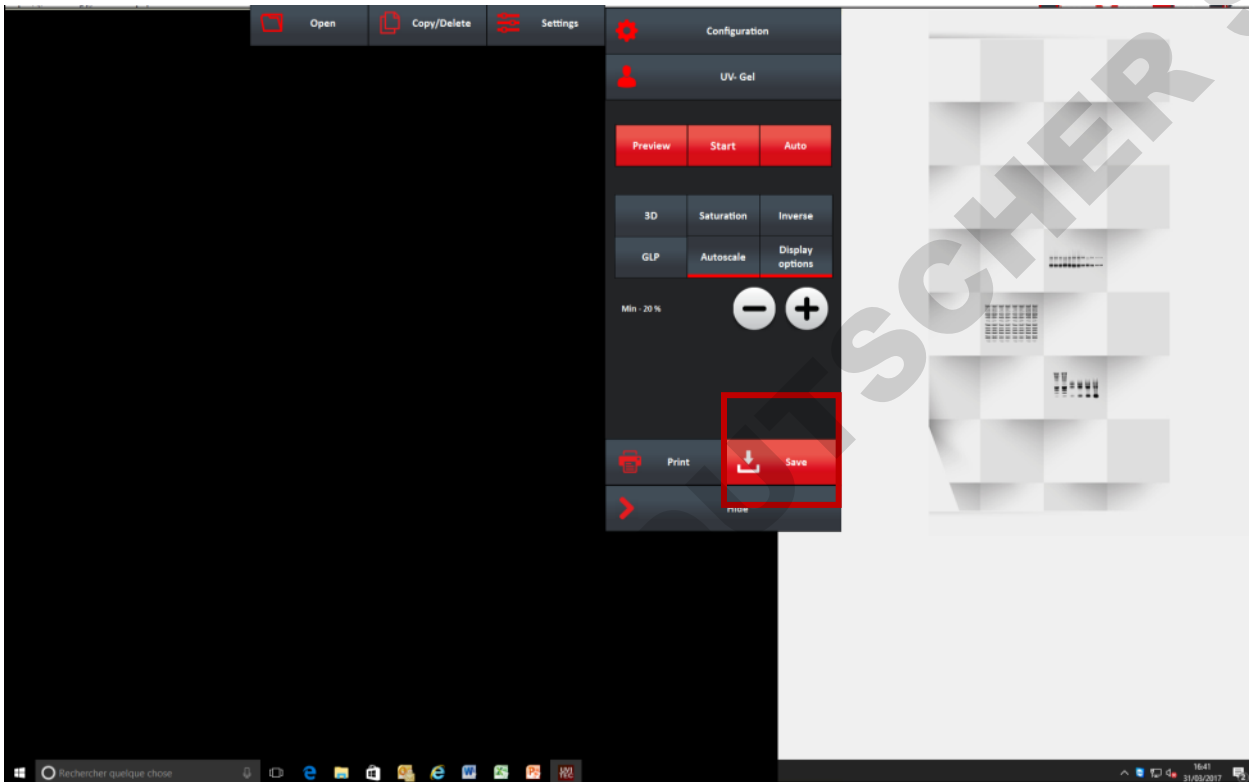 Open
Copy/Delete
Settings
Configuration
UV- Gel
Preview
Start
Auto
3D
Saturation
Inverse
GLP
Autoscale
Display
options
Min - 20 %
Print
Save
Hide
OUTSCHER
Rechercher quelque chose
16:41
31/03/2017